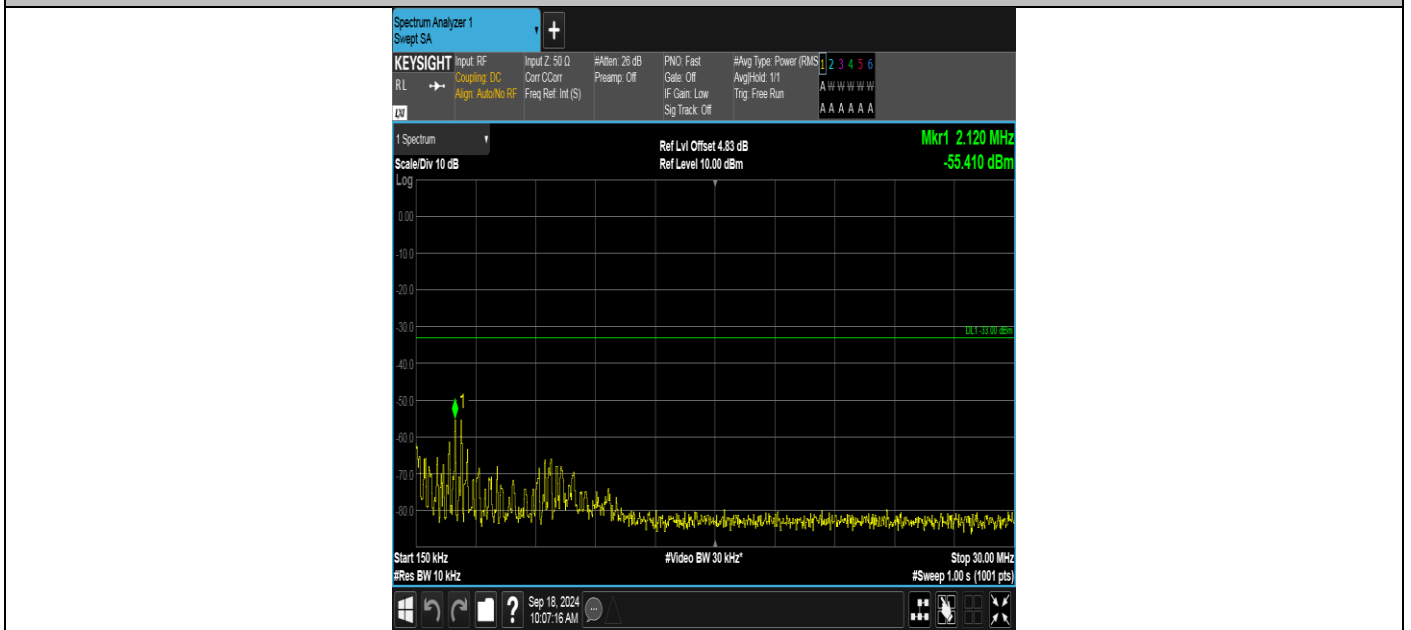 Spectrum Analyzer 1
Swept SA
+
KEYSIGHT Input: RF Input Z: 50 Ω #Atten: 26 dB PNO: Fast #Avg Type: Power (RMS 1 2 3 4 5 6
RL Coupling: DC Corr CCorr Preamp: Off Gate: Off Avg|Hold: 1/1 A W W W W W
Align: Auto/No RF Freq Ref: Int (S) IF Gain: Low Trig: Free Run
LXI Sig Track: Off A A A A A A
1 Spectrum Ref Lvl Offset 4.83 dB Mkr1 2.120 MHz
Scale/Div 10 dB Ref Level 10.00 dBm -55.410 dBm
Log
0.00
-10.0
-20.0
-30.0 DL1 -33.00 dBm
-40.0
-50.0 1
-60.0
-70.0
-80.0
Start 150 kHz #Video BW 30 kHz* Stop 30.00 MHz
#Res BW 10 kHz #Sweep 1.00 s (1001 pts)
? Sep 18, 2024
10:07:16 AM